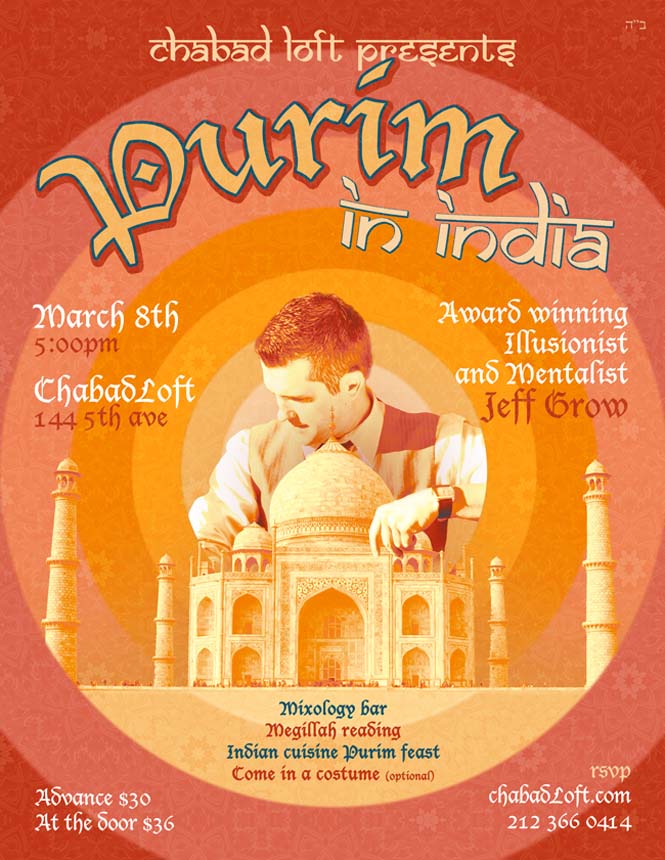 ב"ה
chabad loft presents
Purim
in india
March 8th
5:00pm
ChabadLoft
144 5th ave
Award winning
Illusionist
and Mentalist
Jeff Grow
Mixology bar
Megillah reading
Indian cuisine Purim feast
Come in a costume (optional)
Advance $30
At the door $36
rsvp
chabadLoft.com
212 366 0414